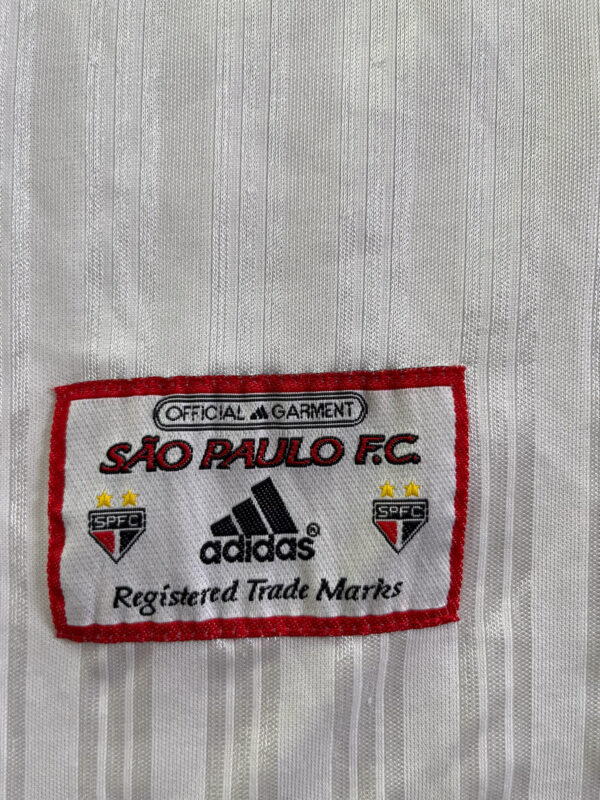 OFFICIAL GARMENT
SÃO PAULO F.C.
SPFC
SPFC
adidas®
Registered Trade Marks